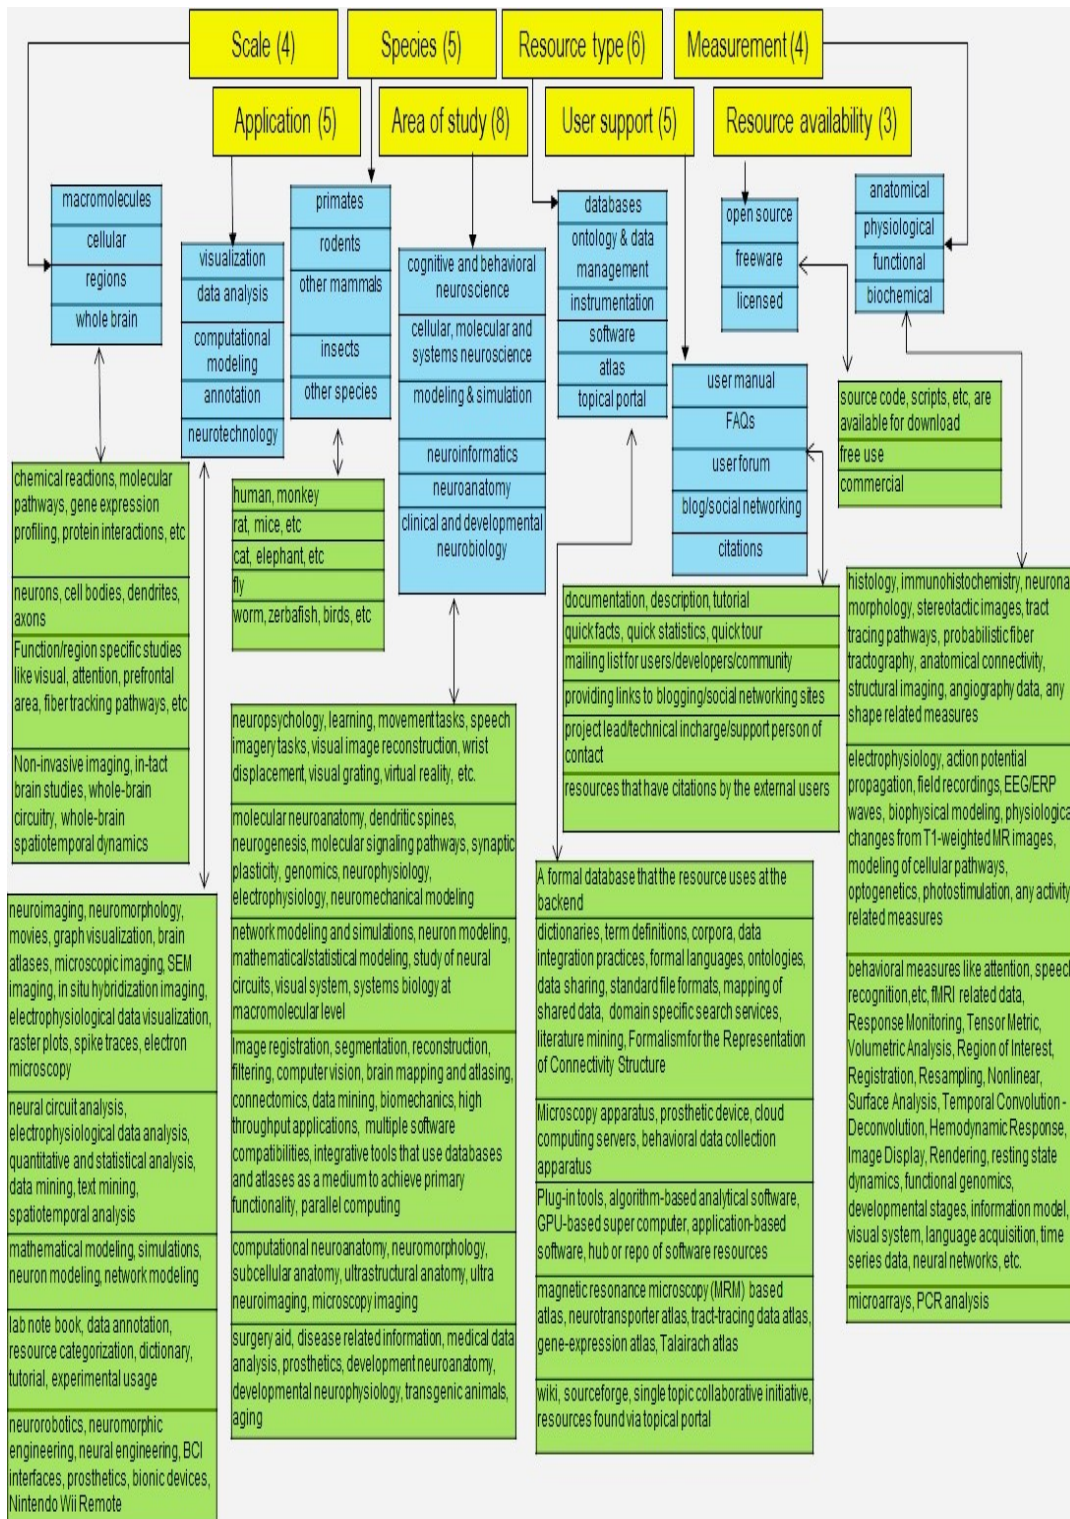 Scale (4)
Species (5)
Resource type (6)
Measurement (4)
Application (5)
Area of study (8)
User support (5)
Resource availability (3)
macromolecules
cellular
regions
whole brain
visualization
data analysis
computational
modeling
annotation
neurotechnology
primates
rodents
other mammals
insects
other species
cognitive and behavioral
neuroscience
cellular, molecular and
systems neuroscience
modeling & simulation
neuroinformatics
neuroanatomy
clinical and developmental
neurobiology
databases
ontology & data
management
instrumentation
software
atlas
topical portal
user manual
FAQs
user forum
blog/social networking
citations
open source
freeware
licensed
anatomical
physiological
functional
biochemical
chemical reactions, molecular
pathways, gene expression
profiling, protein interactions, etc
neurons, cell bodies, dendrites,
axons
Function/region specific studies
like visual, attention, prefrontal
area, fiber tracking pathways, etc
Non-invasive imaging, in-tact
brain studies, whole-brain
circuitry, whole-brain
spatiotemporal dynamics
neuroimaging, neuromorphology,
movies, graph visualization, brain
atlases, microscopic imaging, SEM
imaging, in situ hybridization imaging,
electrophysiological data visualization,
raster plots, spike traces, electron
microscopy
neural circuit analysis,
electrophysiological data analysis,
quantitative and statistical analysis,
data mining, text mining,
spatiotemporal analysis
mathematical modeling, simulations,
neuron modeling, network modeling
lab note book, data annotation,
resource categorization, dictionary,
tutorial, experimental usage
neurorobotics, neuromorphic
engineering, neural engineering, BCI
interfaces, prosthetics, bionic devices,
Nintendo Wii Remote
human, monkey
rat, mice, etc
cat, elephant, etc
fly
worm, zerbafish, birds, etc
neuropsychology, learning, movement tasks, speech
imagery tasks, visual image reconstruction, wrist
displacement, visual grating, virtual reality, etc.
molecular neuroanatomy, dendritic spines,
neurogenesis, molecular signaling pathways, synaptic
plasticity, genomics, neurophysiology,
electrophysiology, neuromechanical modeling
network modeling and simulations, neuron modeling,
mathematical/statistical modeling, study of neural
circuits, visual system, systems biology at
macromolecular level
Image registration, segmentation, reconstruction,
filtering, computer vision, brain mapping and atlasing,
connectomics, data mining, biomechanics, high
throughput applications, multiple software
compatibilities, integrative tools that use databases
and atlases as a medium to achieve primary
functionality, parallel computing
computational neuroanatomy, neuromorphology,
subcellular anatomy, ultrastructural anatomy, ultra
neuroimaging, microscopy imaging
surgery aid, disease related information, medical data
analysis, prosthetics, development neuroanatomy,
developmental neurophysiology, transgenic animals,
aging
documentation, description, tutorial
quick facts, quick statistics, quick tour
mailing list for users/developers/community
providing links to blogging/social networking sites
project lead/technical incharge/support person of
contact
resources that have citations by the external users
A formal database that the resource uses at the
backend
dictionaries, term definitions, corpora, data
integration practices, formal languages, ontologies,
data sharing, standard file formats, mapping of
shared data, domain specific search services,
literature mining, Formalismfor the Representation
of Connectivity Structure
Microscopy apparatus, prosthetic device, cloud
computing servers, behavioral data collection
apparatus
Plug-in tools, algorithm-based analytical software,
GPU-based super computer, application-based
software, hub or repo of software resources
magnetic resonance microscopy (MRM) based
atlas, neurotransporter atlas, tract-tracing data atlas,
gene-expression atlas, Talairach atlas
wiki, sourceforge, single topic collaborative initiative,
resources found via topical portal
source code, scripts, etc, are
available for download
free use
commercial
histology, immunohistochemistry, neurona
morphology, stereotactic images, tract
tracing pathways, probabilistic fiber
tractography, anatomical connectivity,
structural imaging, angiography data, any
shape related measures
electrophysiology, action potential
propagation, field recordings, EEG/ERP
waves, biophysical modeling, physiologica
changes from T1-weighted MR images,
modeling of cellular pathways,
optogenetics, photostimulation, any activity
related measures
behavioral measures like attention, speech
recognition,etc, fMRI related data,
Response Monitoring, Tensor Metric,
Volumetric Analysis, Region of Interest,
Registration, Resampling, Nonlinear,
Surface Analysis, Temporal Convolution -
Deconvolution, Hemodynamic Response,
Image Display, Rendering, resting state
dynamics, functional genomics,
developmental stages, information model,
visual system, language acquisition, time
series data, neural networks, etc.
microarrays, PCR analysis